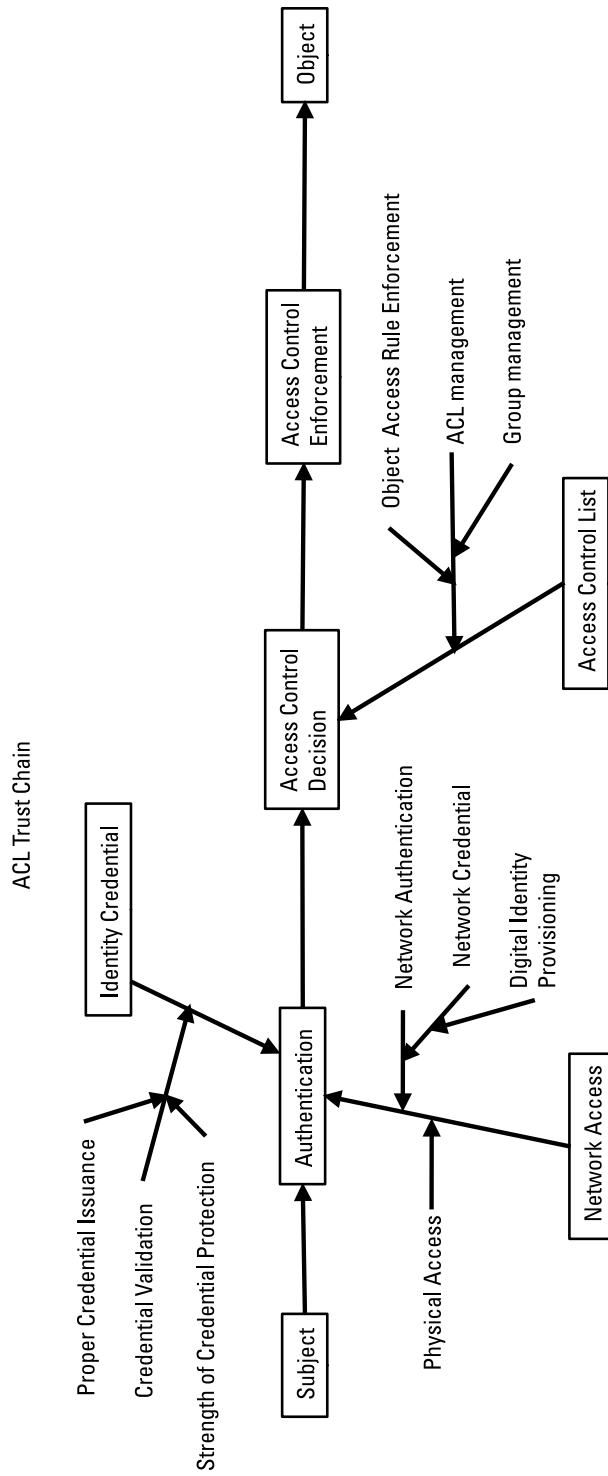 ACL Trust Chain
Proper Credential Issuance
Credential Validation
Strength of Credential Protection
Identity Credential
Subject
Authentication
Access Control
Decision
Access Control
Enforcement
Object
Physical Access
Network Authentication
Network Credential
Digital Identity
Provisioning
Network Access
Object Access Rule Enforcement
ACL management
Group management
Access Control List